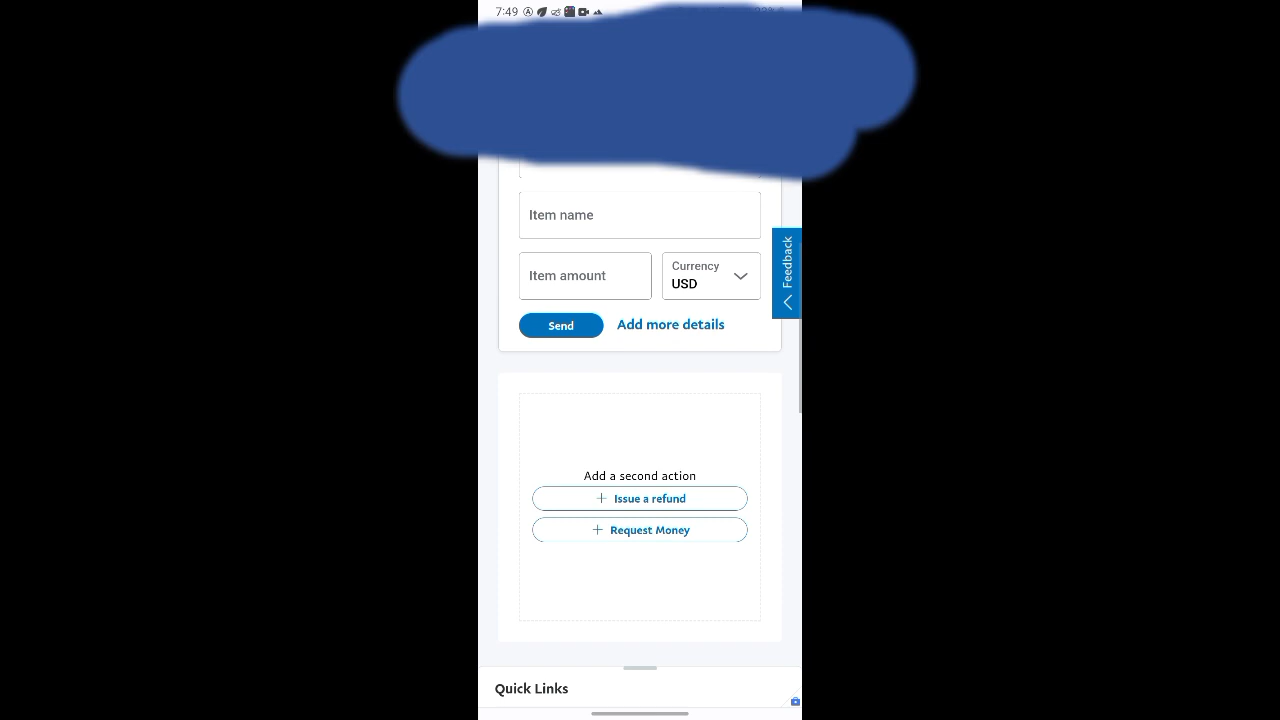 7:49
Item name
Item amount
Currency
USD
Feedback
Send
Add more details
Add a second action
+ Issue a refund
+ Request Money
Quick Links